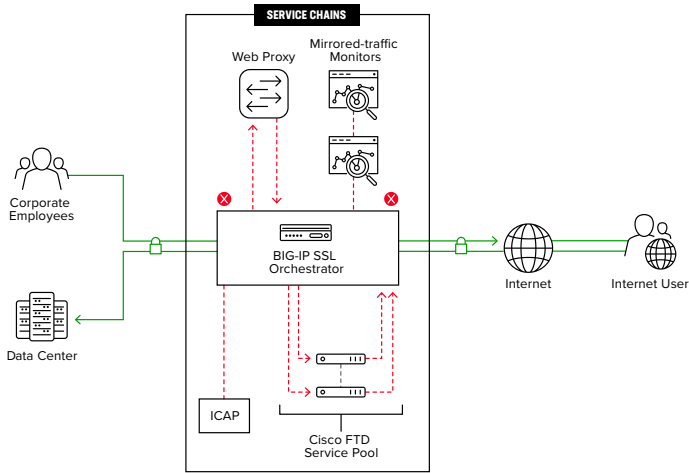 SERVICE CHAINS
Web Proxy
Mirrored-traffic
Monitors
Corporate
Employees
X
X
BIG-IP SSL
Orchestrator
Internet
Internet User
Data Center
ICAP
Cisco FTD
Service Pool